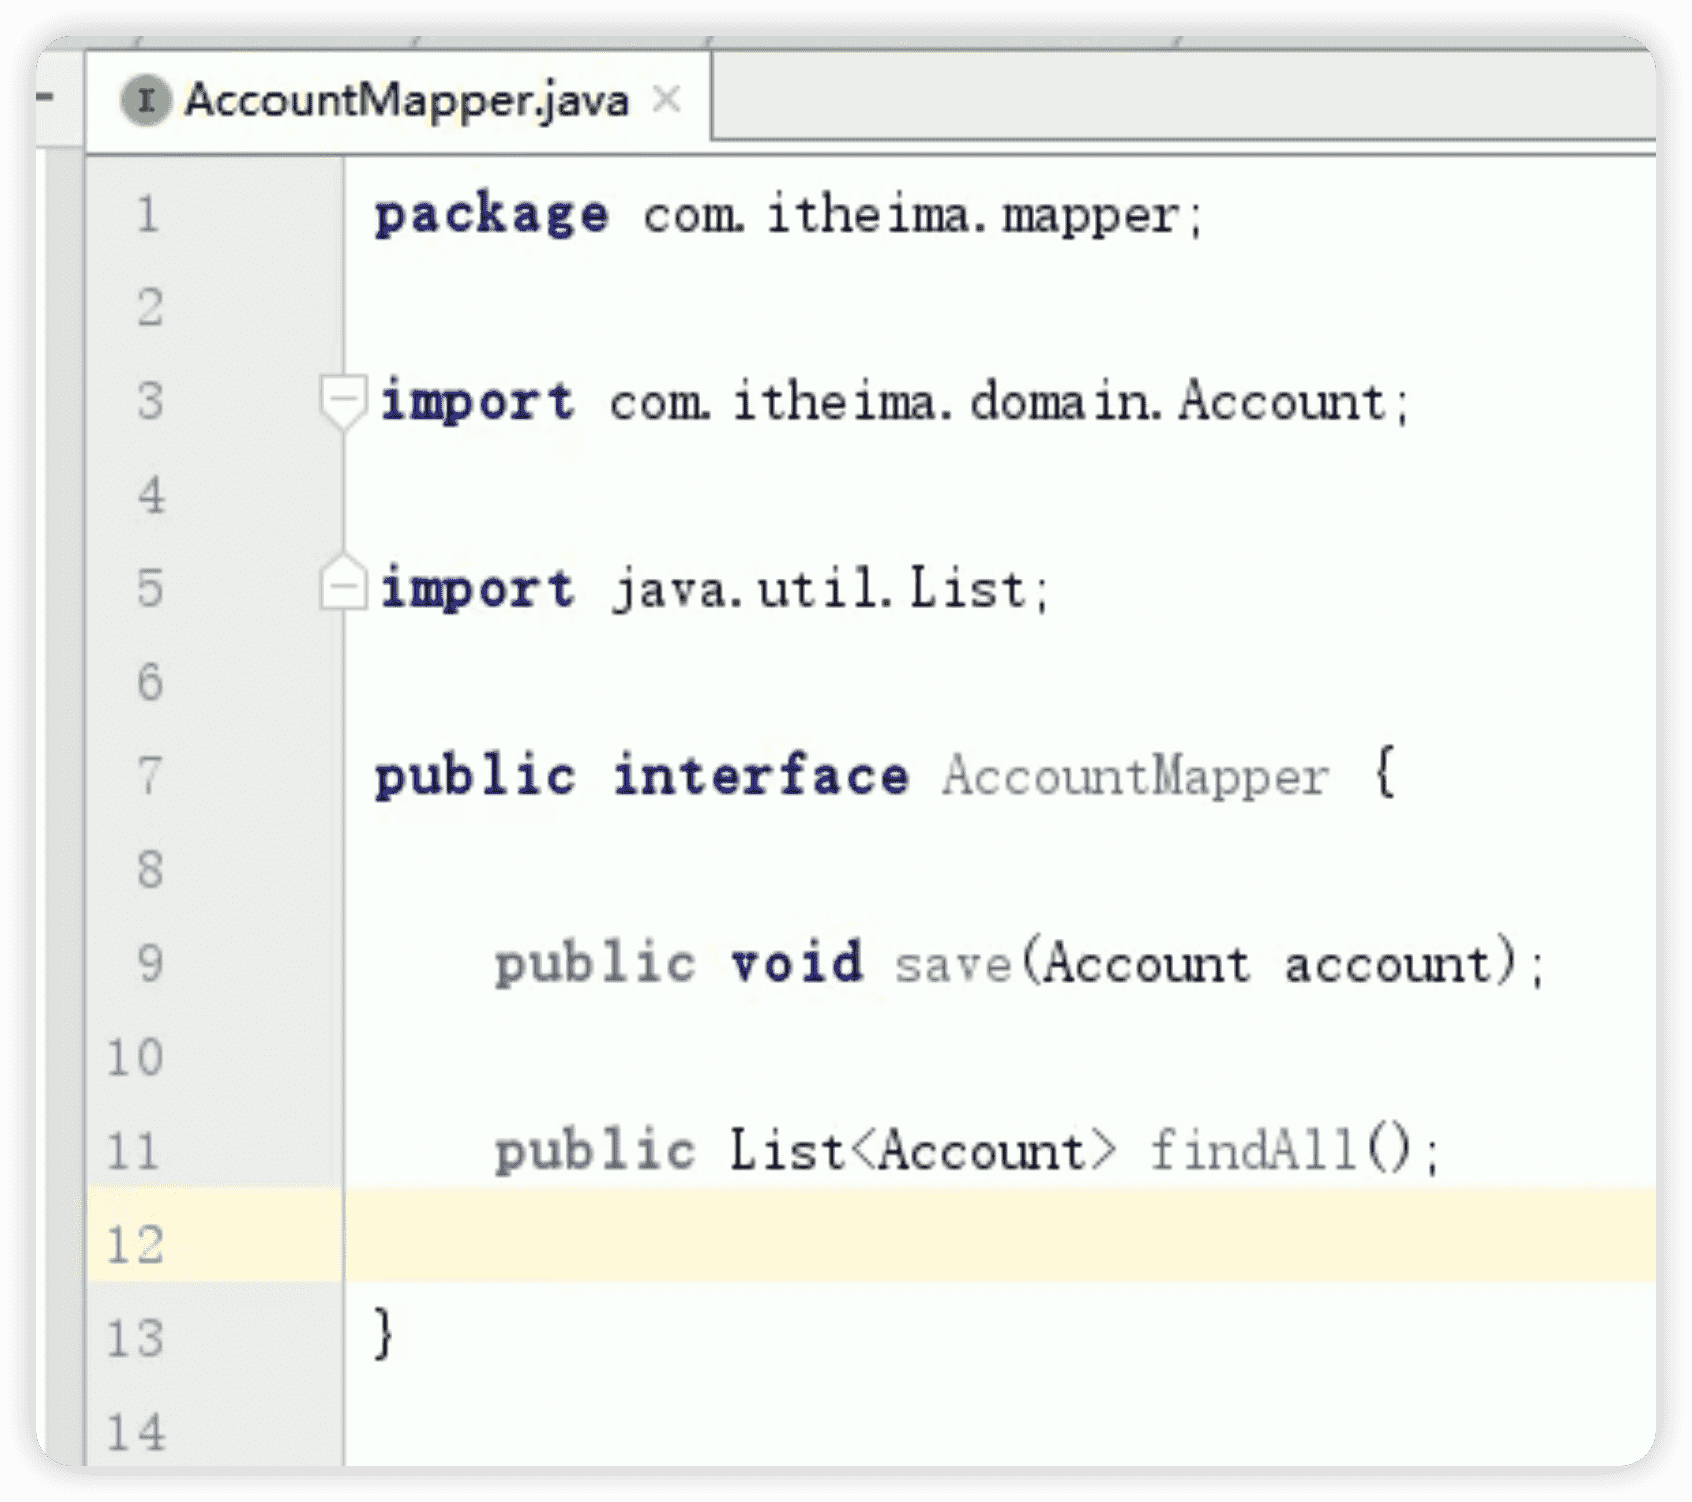 AccountMapper.java
1 package com.itheima.mapper;
2
3 import com.itheima.domain.Account;
4
5 import java.util.List;
6
7 public interface AccountMapper {
8
9 public void save(Account account);
10
11 public List<Account> findAll();
12
13 }
14